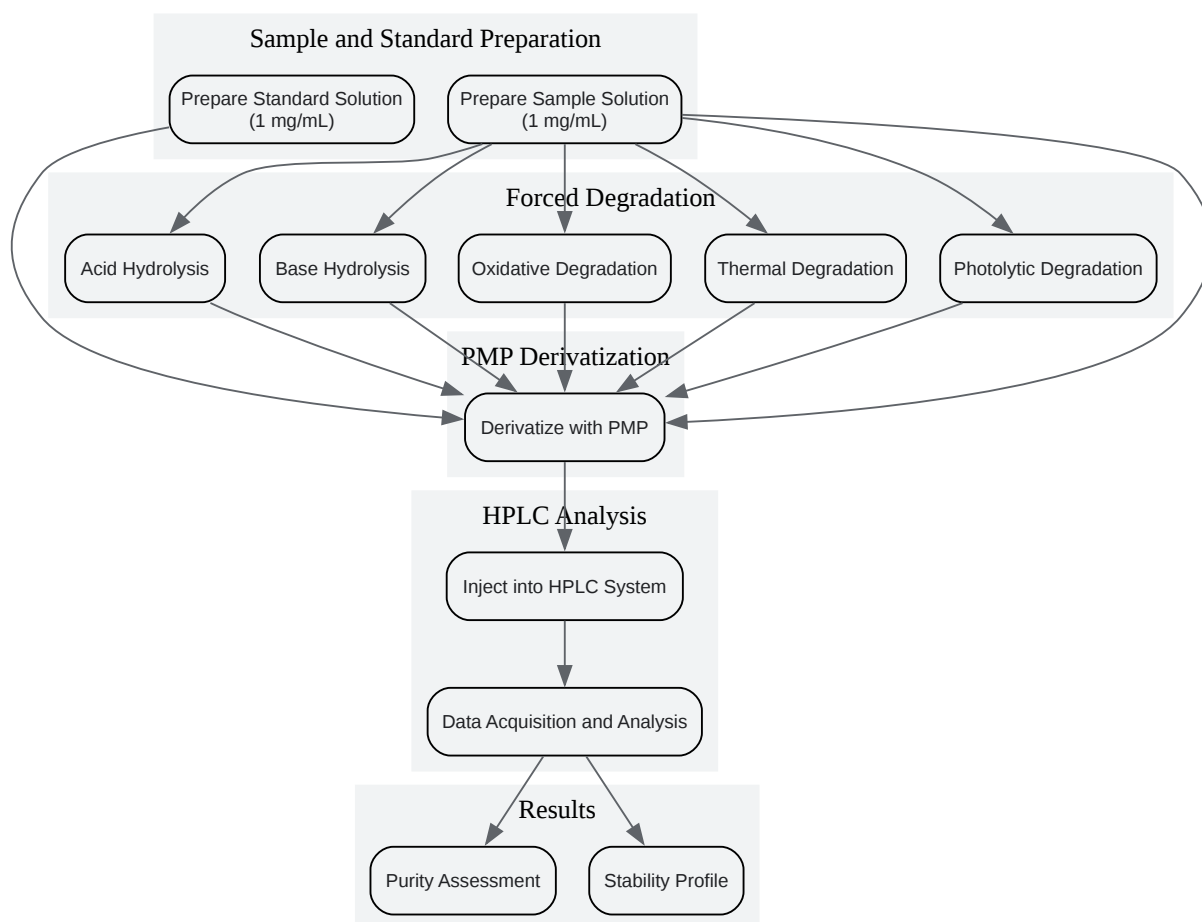 Sample and Standard Preparation
Prepare Standard Solution
(1 mg/mL)
Prepare Sample Solution
(1 mg/mL)
Forced Degradation
Acid Hydrolysis
Base Hydrolysis
Oxidative Degradation
Thermal Degradation
Photolytic Degradation
PMP Derivatization
Derivatize with PMP
HPLC Analysis
Inject into HPLC System
Data Acquisition and Analysis
Results
Purity Assessment
Stability Profile